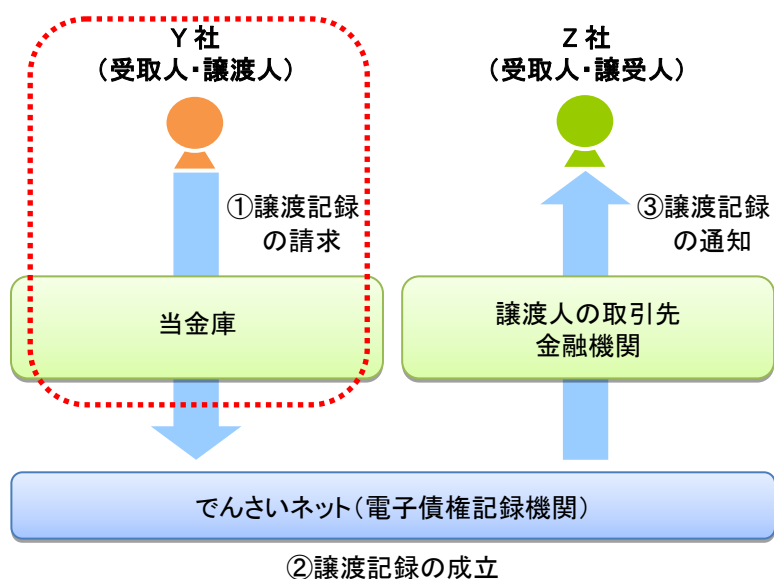 Y社
（受取人・譲渡人）
Z社
（受取人・譲受人）
①譲渡記録
の請求
③譲渡記録
の通知
当金庫
譲渡人の取引先
金融機関
でんさいネット（電子債権記録機関）
②譲渡記録の成立